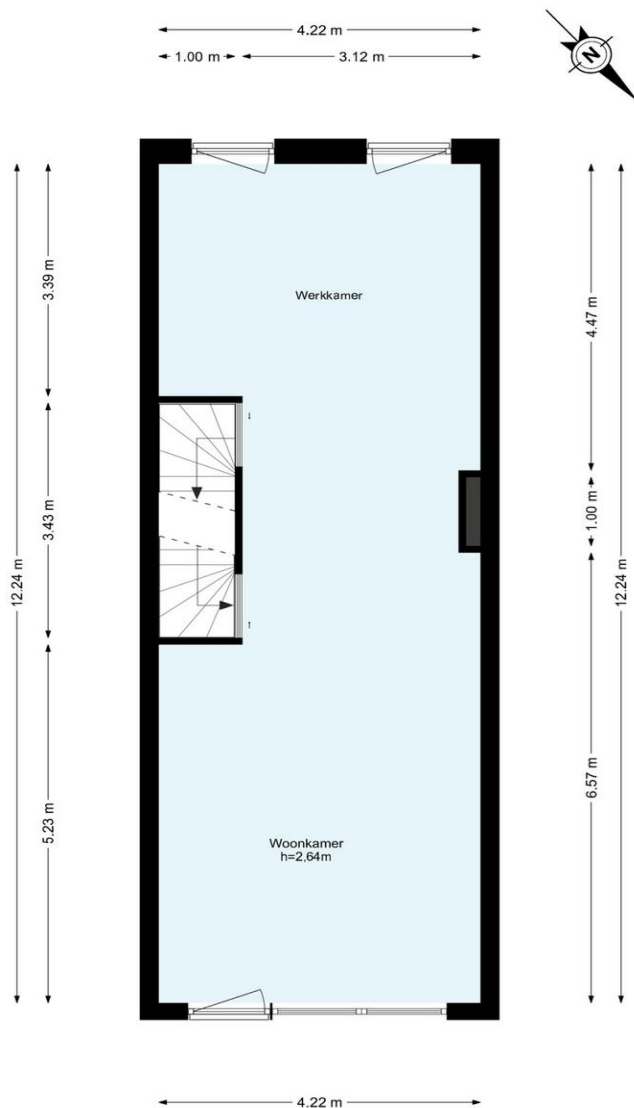 4.22 m
1.00 m
3.12 m
N
Werkkamer
12.24 m
3.39 m
3.43 m
5.23 m
4.47 m
1.00 m
6.57 m
12.24 m
Woonkamer
h=2,64m
4.22 m